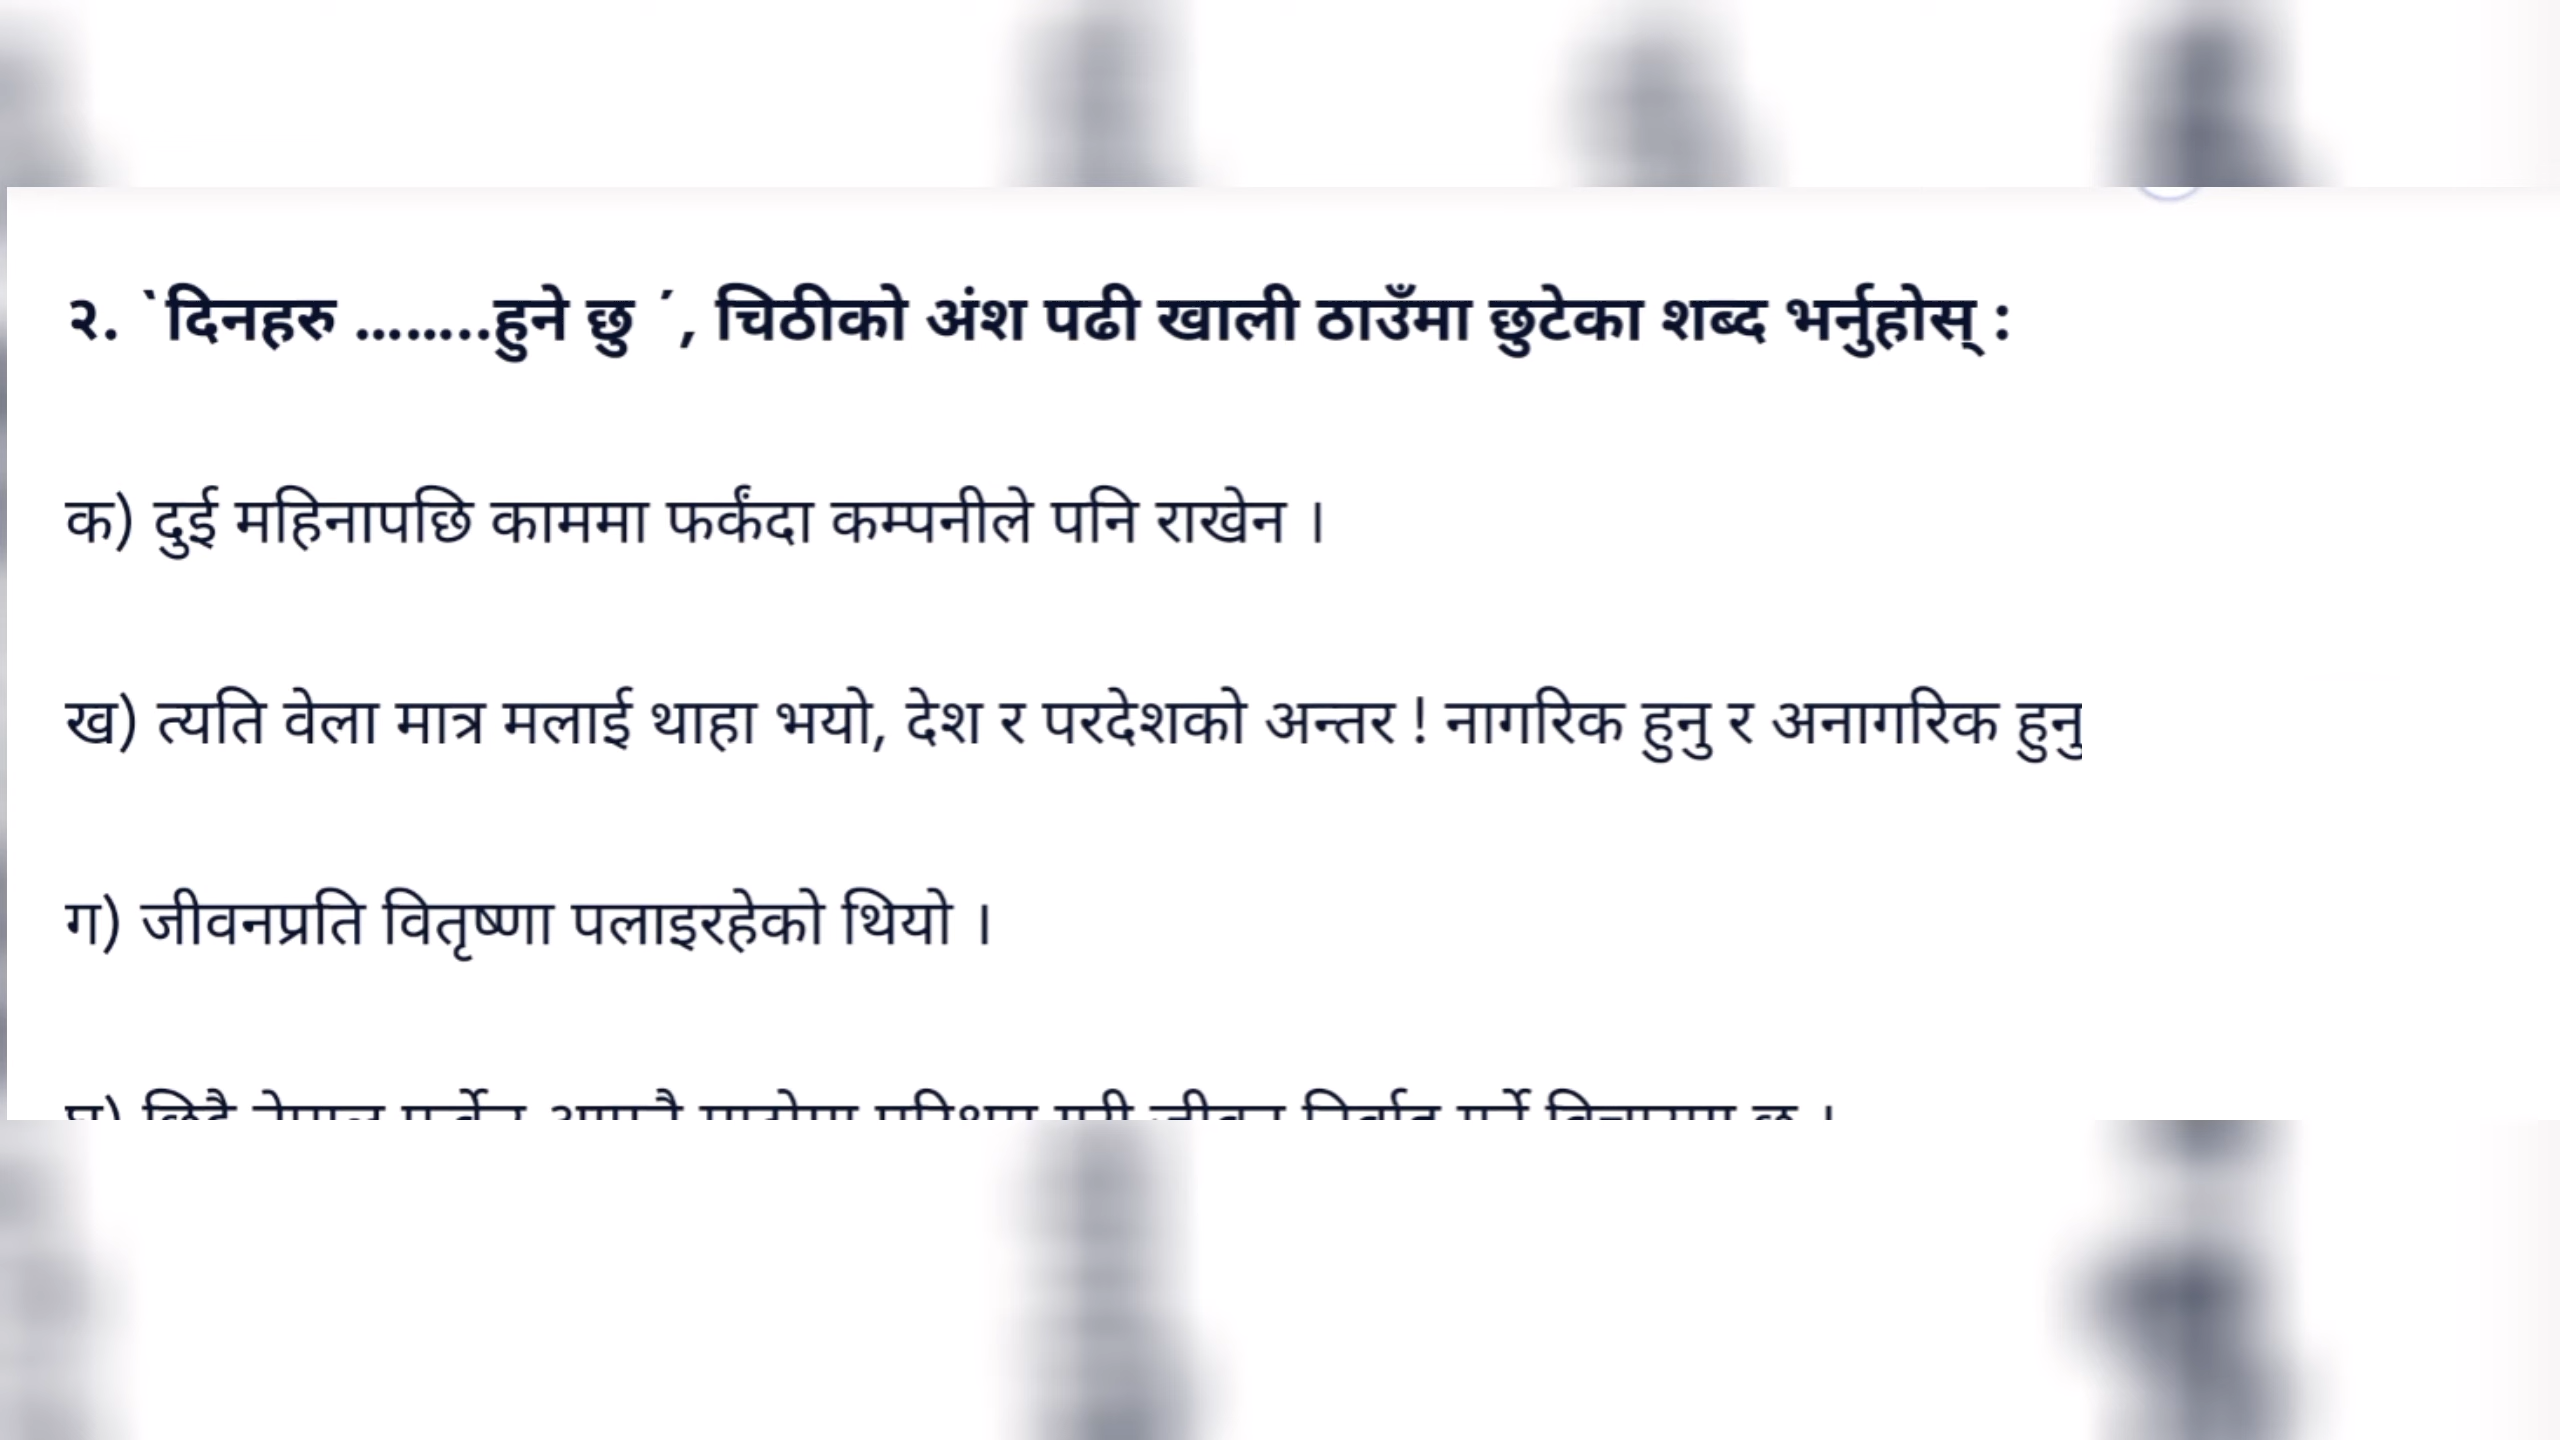 २. `दिनहरु ........हुने छु ´, चिठीको अंश पढी खाली ठाउँमा छुटेका शब्द भर्नुहोस् :
क) दुई महिनापछि काममा फर्कंदा कम्पनीले पनि राखेन ।
ख) त्यति वेला मात्र मलाई थाहा भयो, देश र परदेशको अन्तर ! नागरिक हुनु र अनागरिक हुनु
ग) जीवनप्रति वितृष्णा पलाइरहेको थियो ।